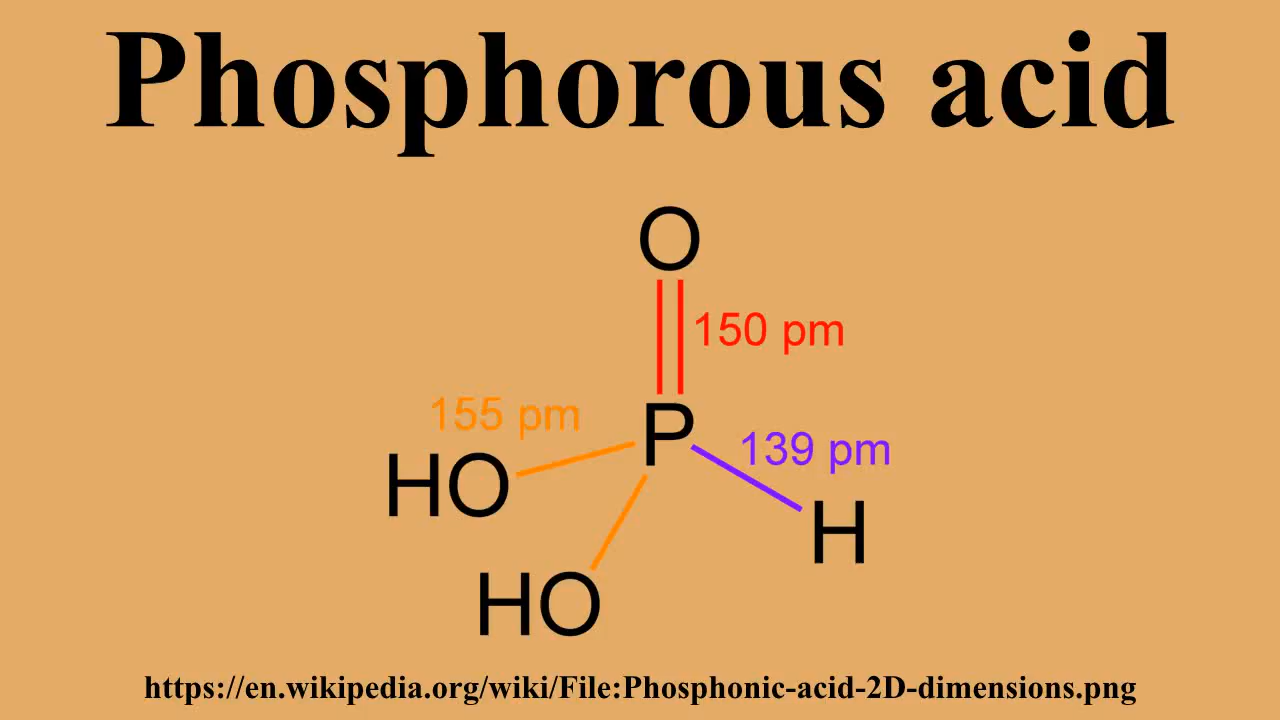 Phosphorous acid
O
150 pm
155 pm
P
139 pm
HO
H
HO
https://en.wikipedia.org/wiki/File:Phosphonic-acid-2D-dimensions.png